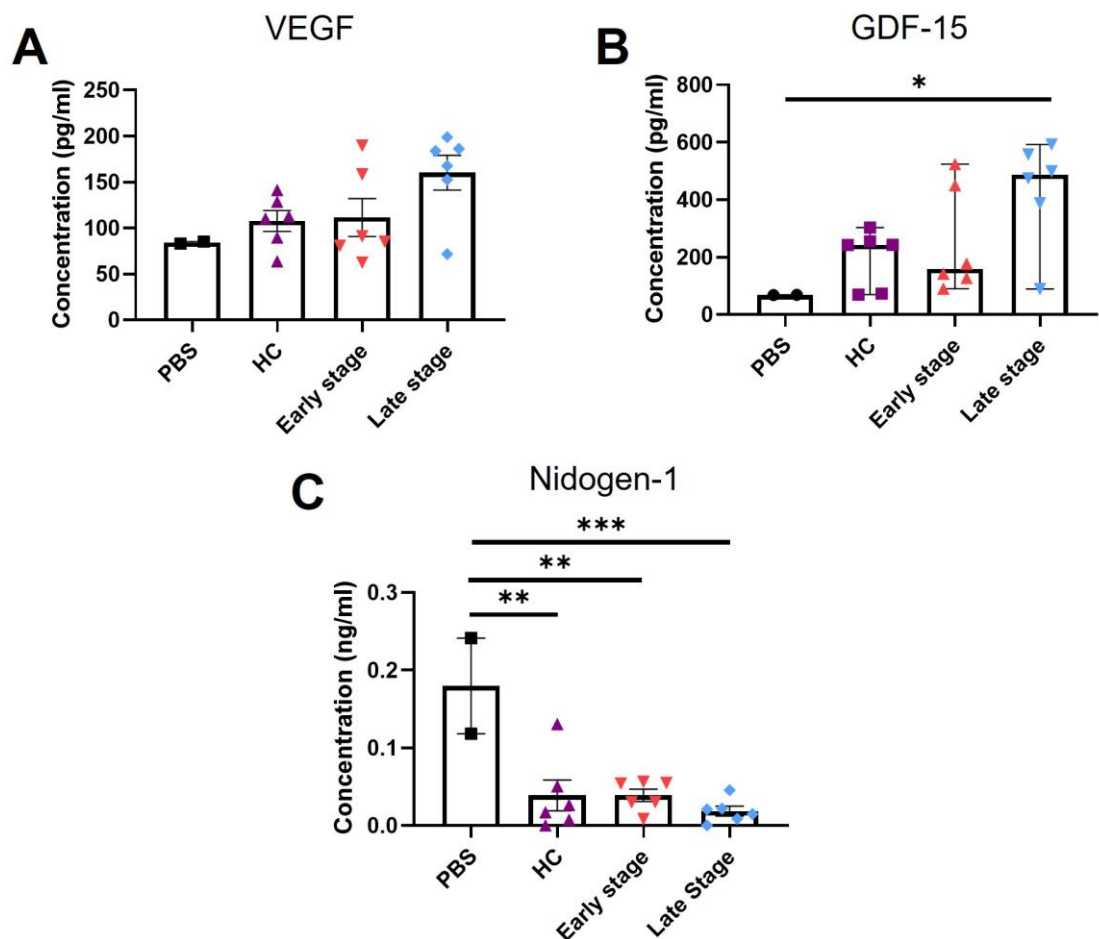 A
VEGF
Concentration (pg/ml)
250
200
150
100
50
0
PBS
HC
Early stage
Late stage
B
GDF-15
*
Concentration (pg/ml)
800
600
400
200
0
PBS
HC
Early stage
Late stage
C
Nidogen-1
***
**
**
Concentration (ng/ml)
0.3
0.2
0.1
0.0
PBS
HC
Early stage
Late Stage